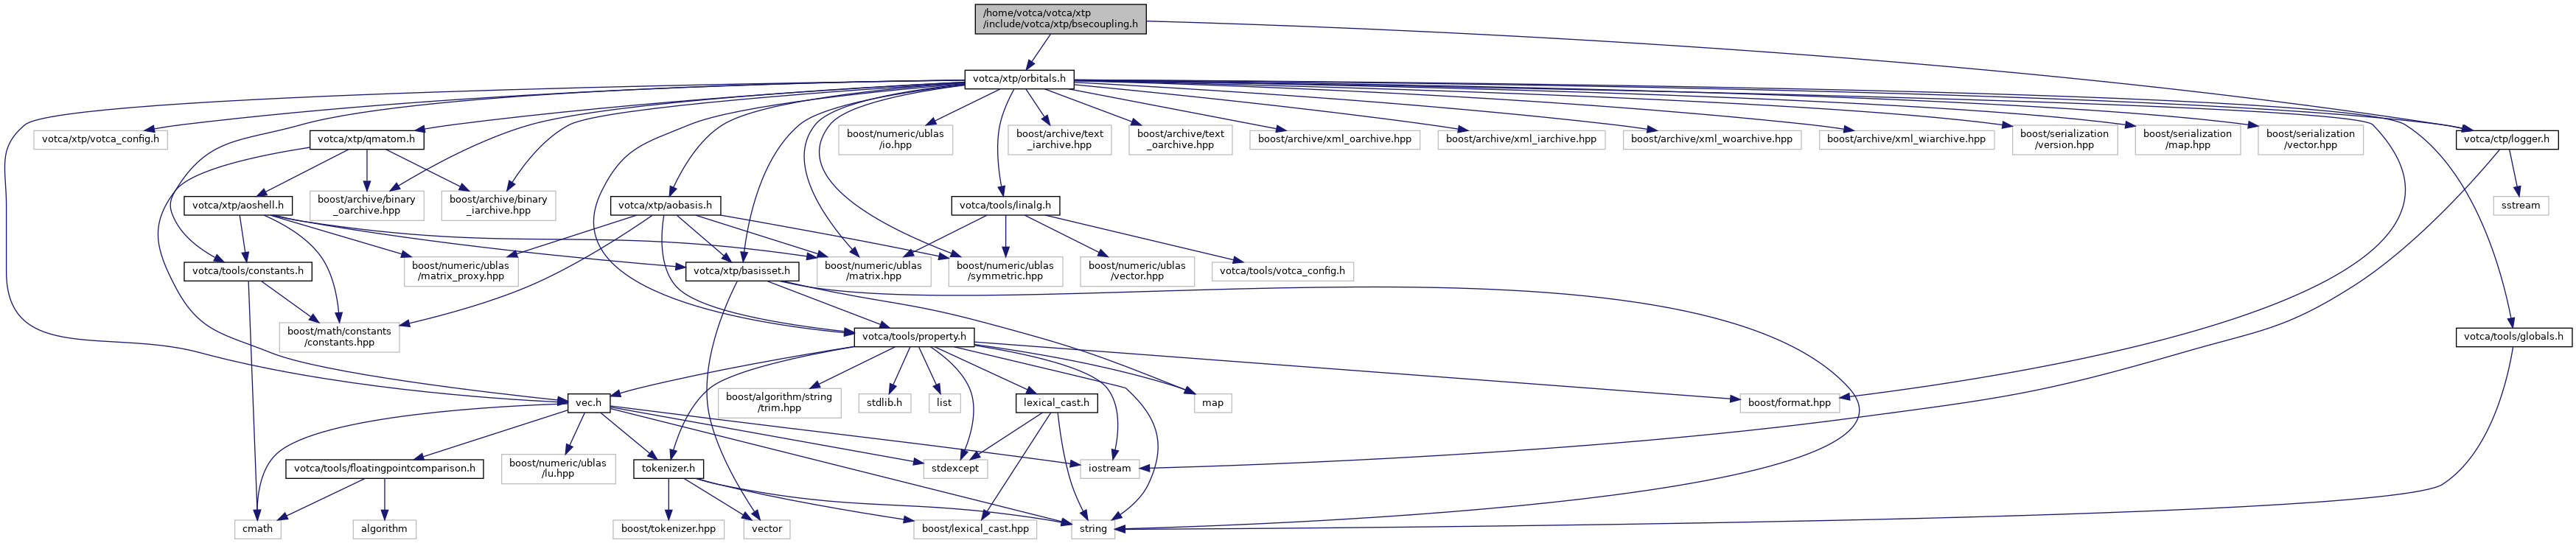 /home/votca/votca/xtp
/include/votca/xtp/bsecoupling.h
votca/xtp/orbitals.h
votca/xtp/votca_config.h
votca/xtp/qmatom.h
boost/numeric/ublas
/io.hpp
boost/archive/text
_iarchive.hpp
boost/archive/text
_oarchive.hpp
boost/archive/xml_oarchive.hpp
boost/archive/xml_iarchive.hpp
boost/archive/xml_woarchive.hpp
boost/archive/xml_wiarchive.hpp
boost/serialization
/version.hpp
boost/serialization
/map.hpp
boost/serialization
/vector.hpp
votca/ctp/logger.h
votca/xtp/aoshell.h
boost/archive/binary
_oarchive.hpp
boost/archive/binary
_iarchive.hpp
votca/xtp/aobasis.h
votca/tools/linalg.h
sstream
votca/tools/constants.h
boost/numeric/ublas
/matrix_proxy.hpp
votca/xtp/basisset.h
boost/numeric/ublas
/matrix.hpp
boost/numeric/ublas
/symmetric.hpp
boost/numeric/ublas
/vector.hpp
votca/tools/votca_config.h
boost/math/constants
/constants.hpp
votca/tools/property.h
votca/tools/globals.h
vec.h
boost/algorithm/string
/trim.hpp
stdlib.h
list
lexical_cast.h
map
boost/format.hpp
votca/tools/floatingpointcomparison.h
boost/numeric/ublas
/lu.hpp
tokenizer.h
stdexcept
iostream
cmath
algorithm
boost/tokenizer.hpp
vector
boost/lexical_cast.hpp
string